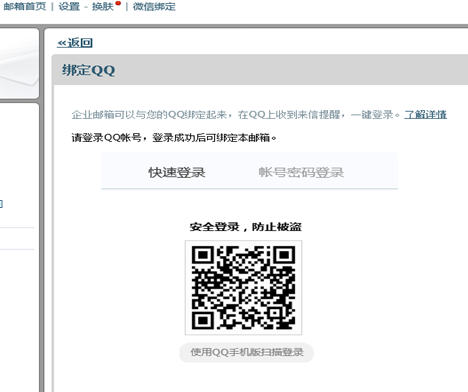 邮箱首页 | 设置 - 换肤 | 微信绑定
«返回
绑定QQ
企业邮箱可以与您的QQ绑定起来，在QQ上收到来信提醒，一键登录。了解详情
请登录QQ帐号，登录成功后可绑定本邮箱。
快速登录 帐号密码登录
安全登录，防止被盗
使用QQ手机版扫描登录